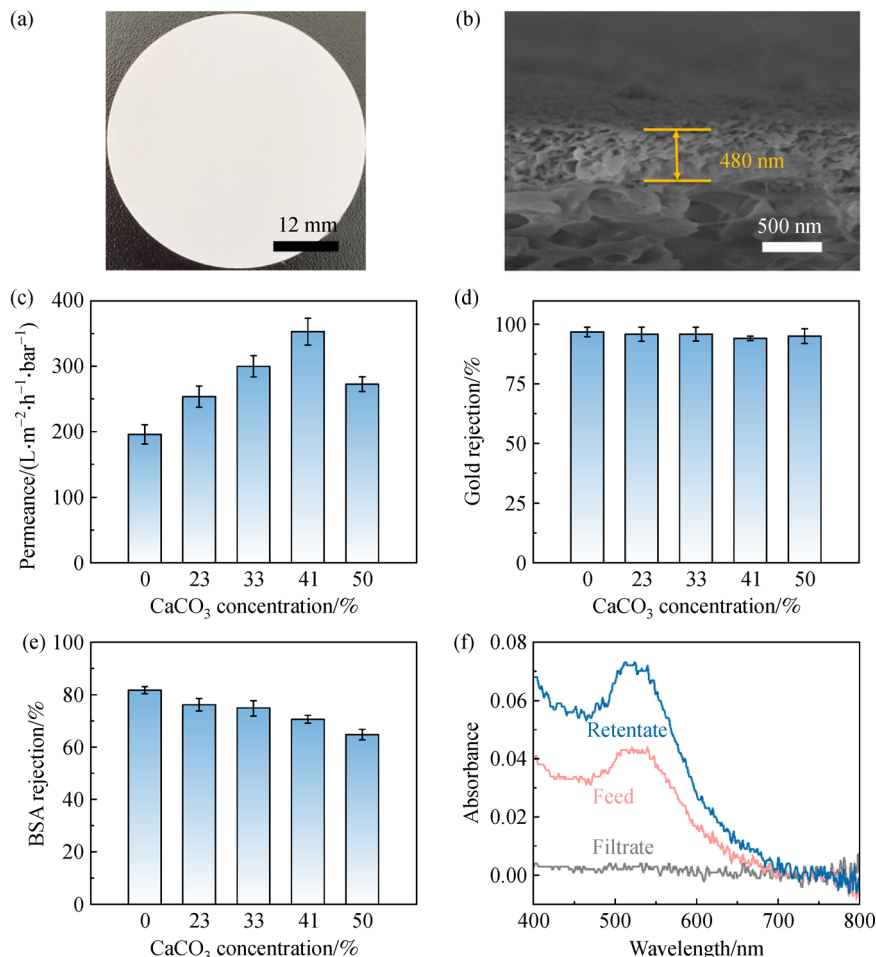 (a)
12 mm
(b)
480 nm
500 nm
(c)
Permeance/(L·m⁻²·h⁻¹·bar⁻¹)
400
300
200
100
0
0 23 33 41 50
CaCO₃ concentration/%
(d)
Gold rejection/%
100
75
50
25
0
0 23 33 41 50
CaCO₃ concentration/%
(e)
BSA rejection/%
100
80
60
40
20
0
0 23 33 41 50
CaCO₃ concentration/%
(f)
Absorbance
0.08
0.06
0.04
0.02
0.00
Retentate
Feed
Filtrate
400 500 600 700 800
Wavelength/nm